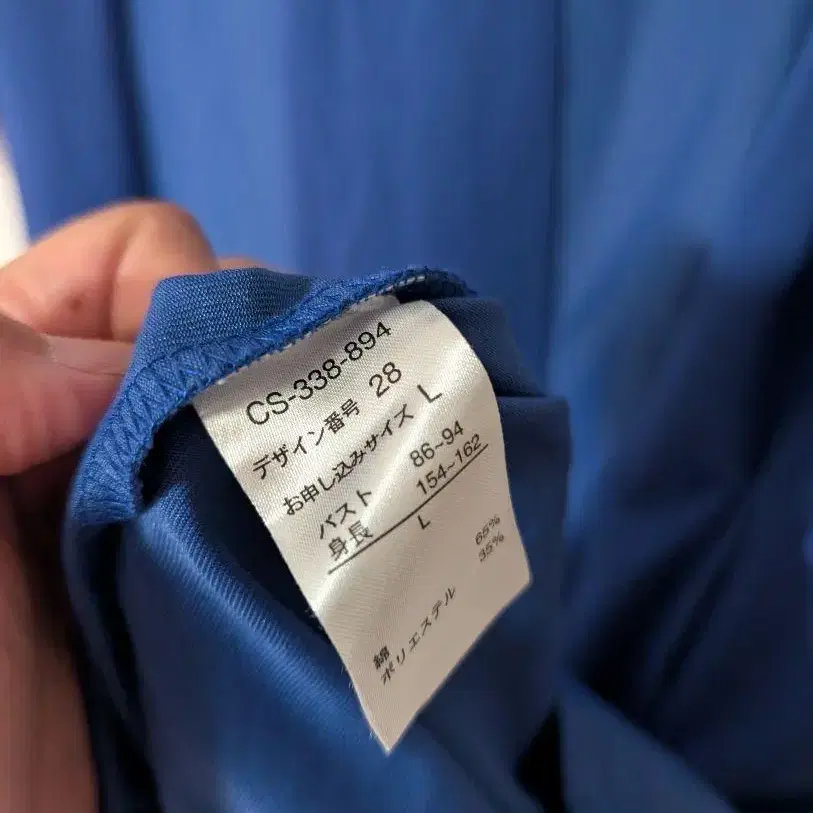 CS-338-894
デザイン番号 28
お申し込みサイズ L
バスト 86~94
身長 154~162
L
綿 65%
ポリエステル 35%